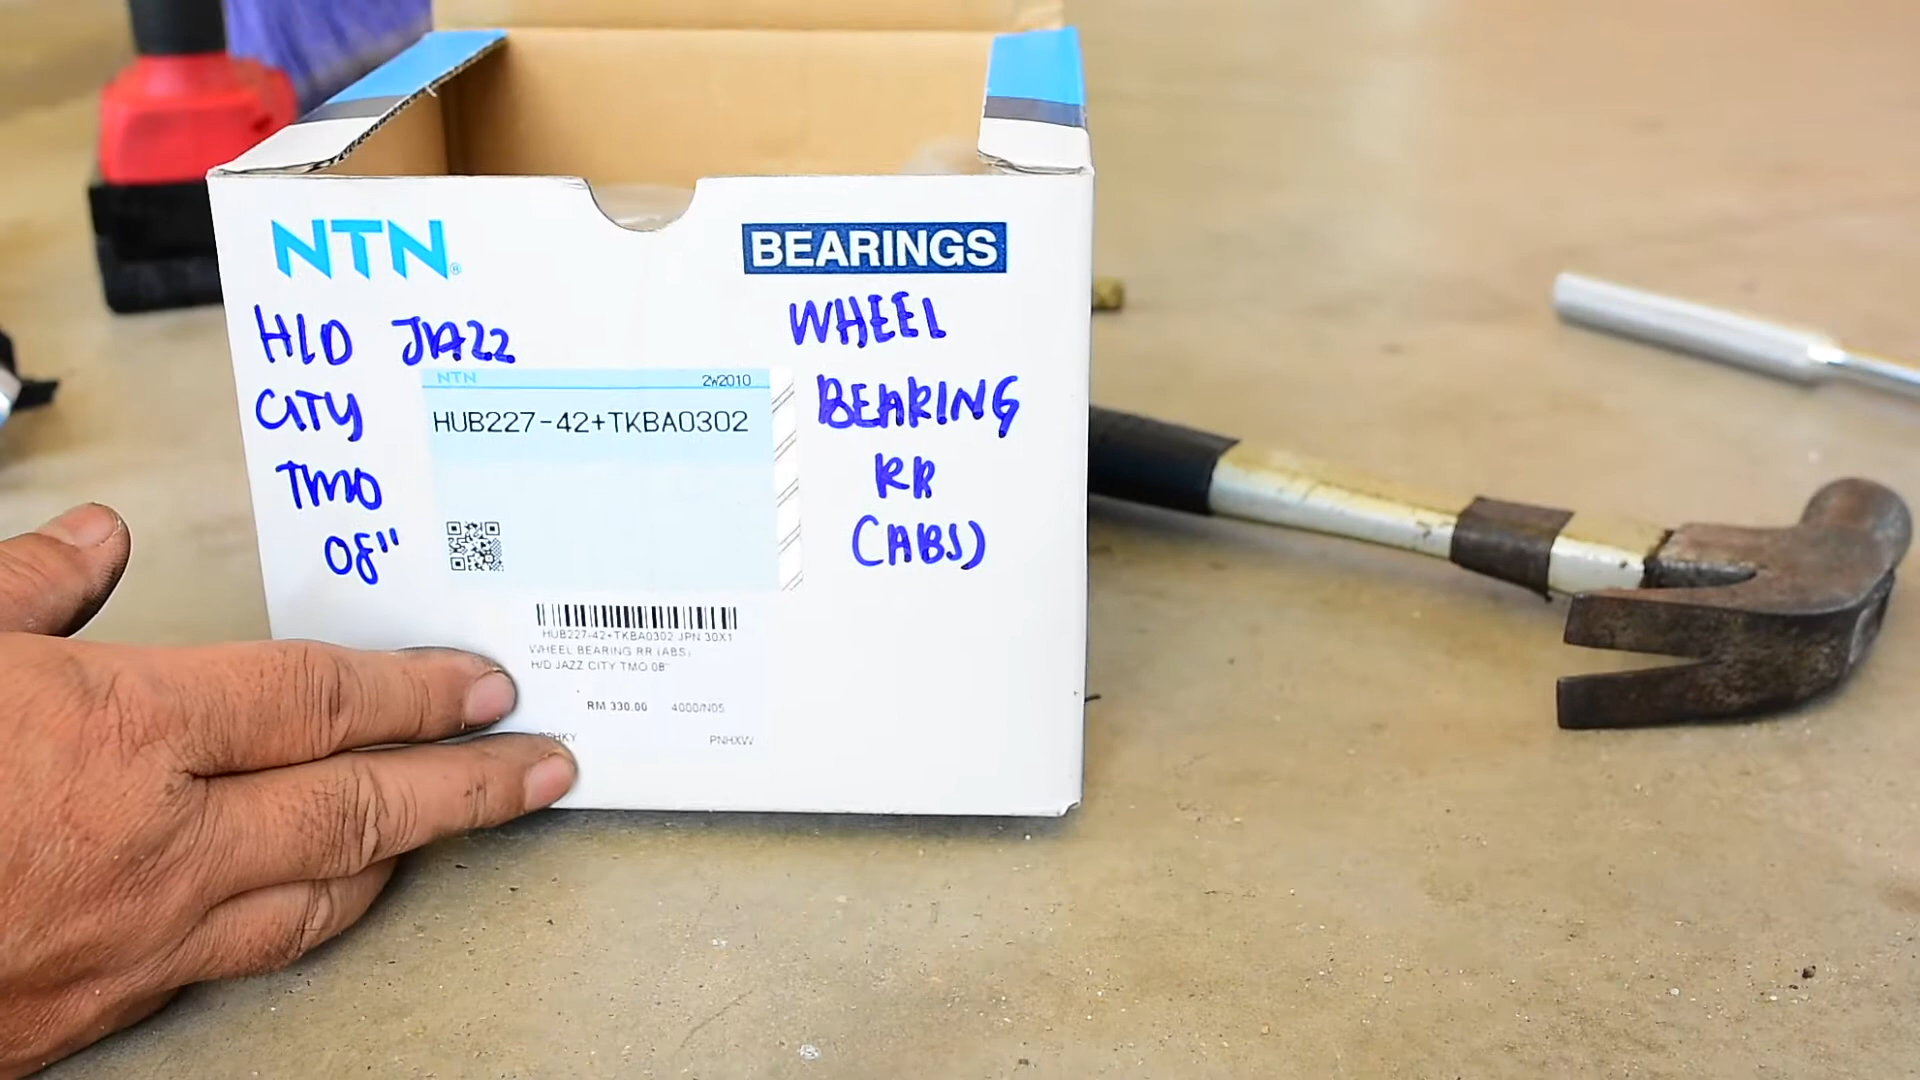 NTN®
BEARINGS
H/D JAZZ
CITY
TMO
08"
WHEEL
BEARING
RR
(ABS)
NTN 2W2010
HUB227-42+TKBA0302
HUB227-42+TKBA0302 JPN 30X1
WHEEL BEARING RR (ABS)
H/D JAZZ CITY TMO 08"
RM 330.00 4000/N05
PNHXW